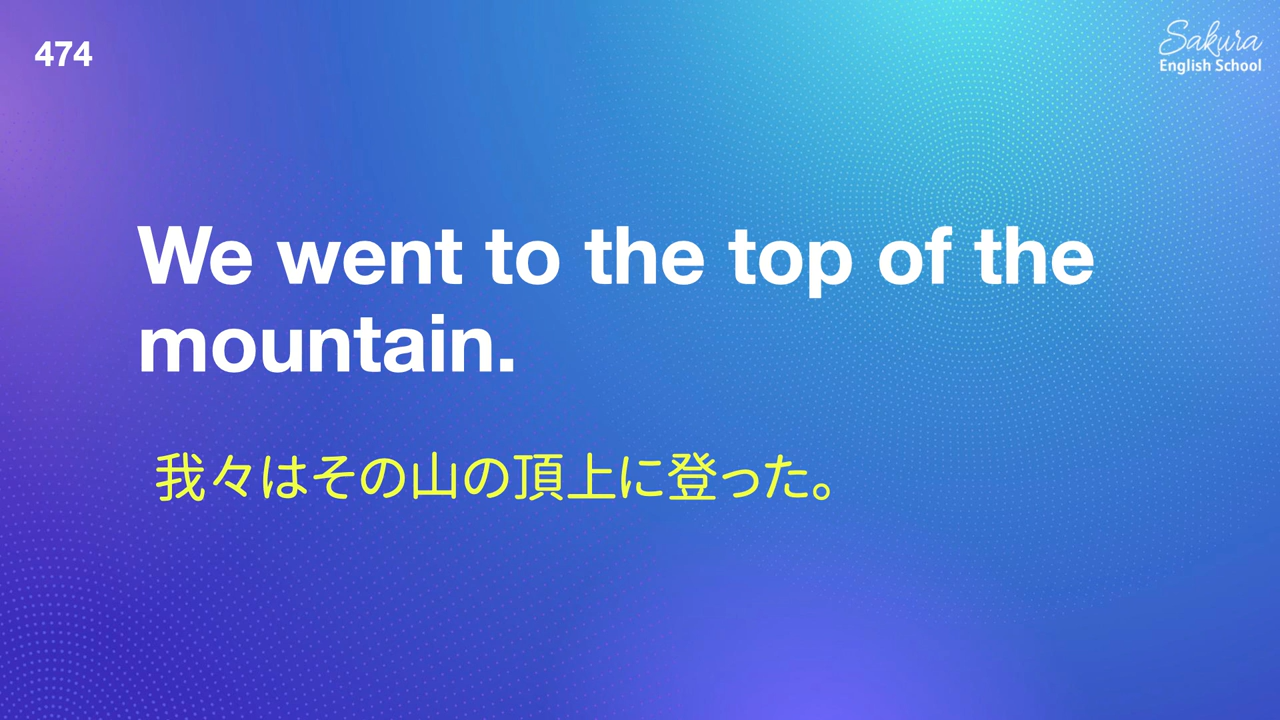 474
Sakura
English School
We went to the top of the
mountain.
我々はその山の頂上に登った。